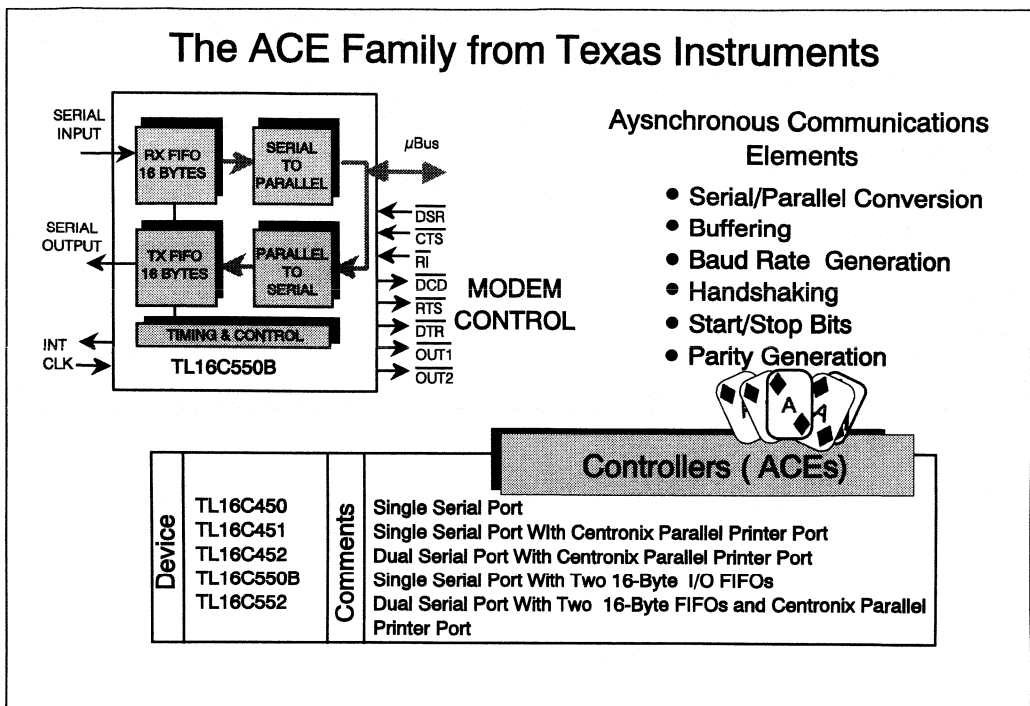 The ACE Family from Texas Instruments
SERIAL
INPUT
RX FIFO
16 BYTES
SERIAL
TO
PARALLEL
µBus
SERIAL
OUTPUT
TX FIFO
16 BYTES
PARALLEL
TO
SERIAL
TIMING & CONTROL
INT
CLK
TL16C550B
DSR
CTS
RI
DCD
RTS
DTR
OUT1
OUT2
MODEM
CONTROL
Aysnchronous Communications
Elements
● Serial/Parallel Conversion
● Buffering
● Baud Rate Generation
● Handshaking
● Start/Stop Bits
● Parity Generation
A
A
Controllers ( ACEs)
Device
Comments
TL16C450 Single Serial Port
TL16C451 Single Serial Port With Centronix Parallel Printer Port
TL16C452 Dual Serial Port With Centronix Parallel Printer Port
TL16C550B Single Serial Port With Two 16-Byte I/O FIFOs
TL16C552 Dual Serial Port With Two 16-Byte FIFOs and Centronix Parallel
Printer Port